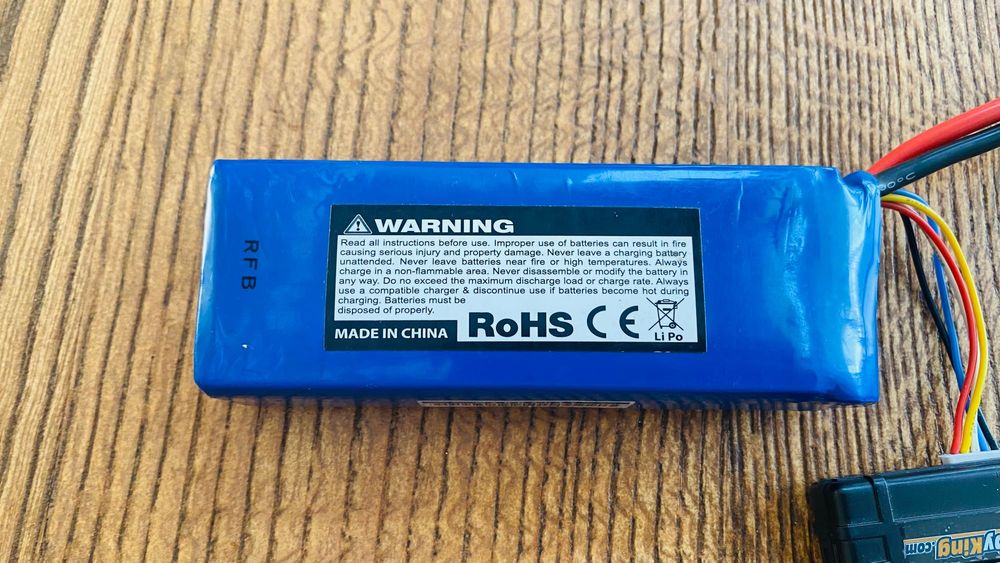 WARNING
Read all instructions before use. Improper use of batteries can result in fire
causing serious injury and property damage. Never leave a charging battery
unattended. Never leave batteries near fire or high temperatures. Always
charge in a non-flammable area. Never disassemble or modify the battery in
any way. Do no exceed the maximum discharge load or charge rate. Always
use a compatible charger & discontinue use if batteries become hot during
charging. Batteries must be
disposed of properly.
MADE IN CHINA
RoHS CE
Li Po
RFB
yKing.com